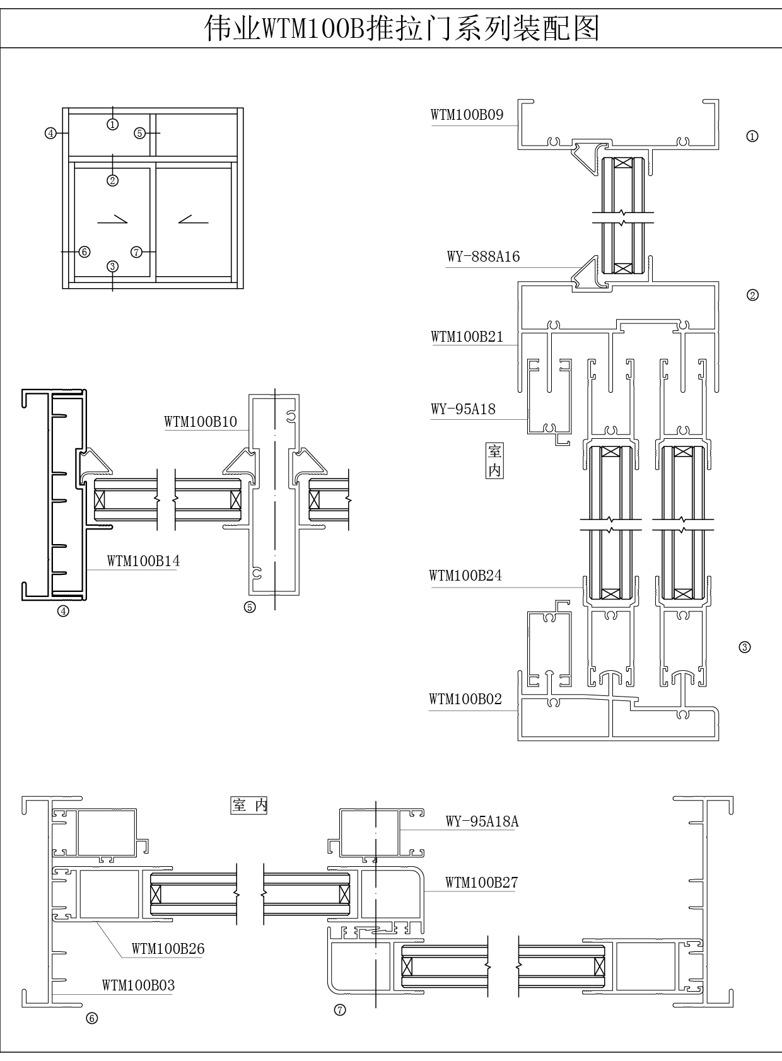 伟业WTM100B推拉门系列装配图
①
④
⑤
②
⑥
⑦
③
WTM100B09
①
WY-888A16
②
WTM100B21
WY-95A18
室内
WTM100B24
③
WTM100B02
WTM100B10
WTM100B14
④
⑤
室 内
WY-95A18A
WTM100B27
WTM100B26
WTM100B03
⑥
⑦